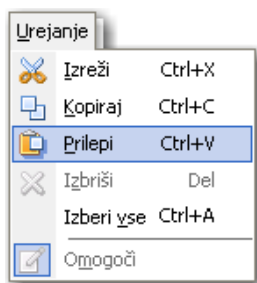 Urejanje
Izreži Ctrl+X
Kopiraj Ctrl+C
Prilepi Ctrl+V
Izbriši Del
Izberi vse Ctrl+A
Omogoči